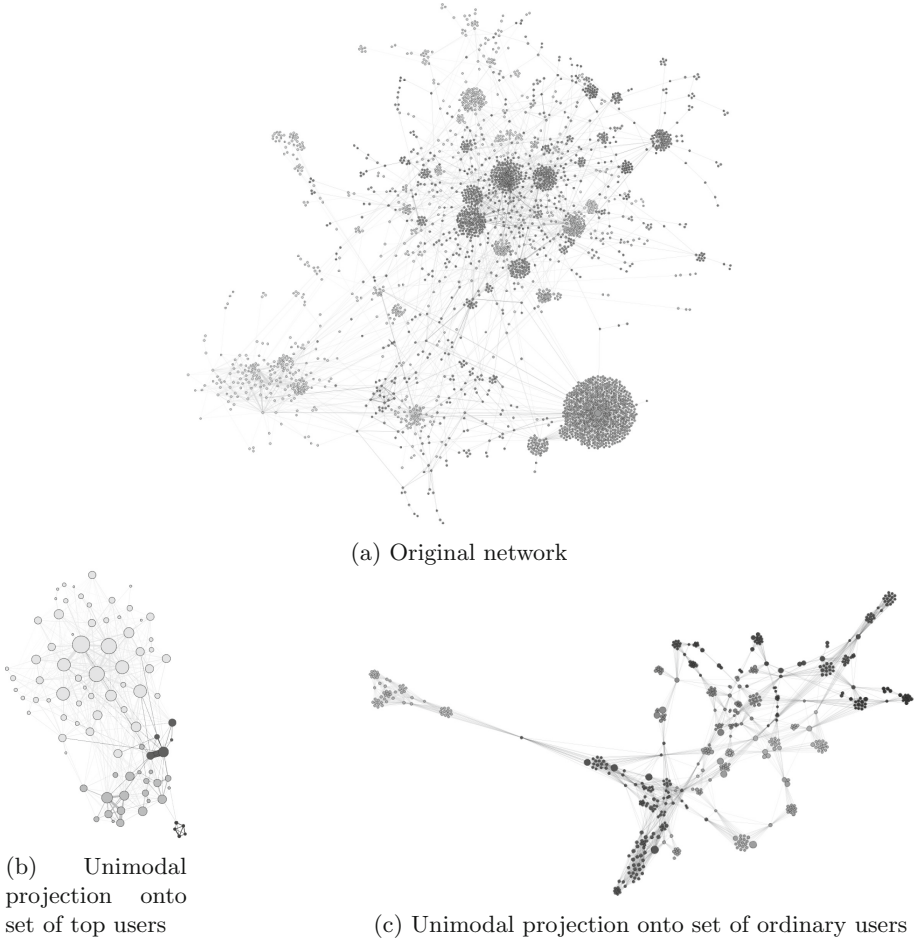 (a) Original network
(b) Unimodal
projection onto
set of top users
(c) Unimodal projection onto set of ordinary users